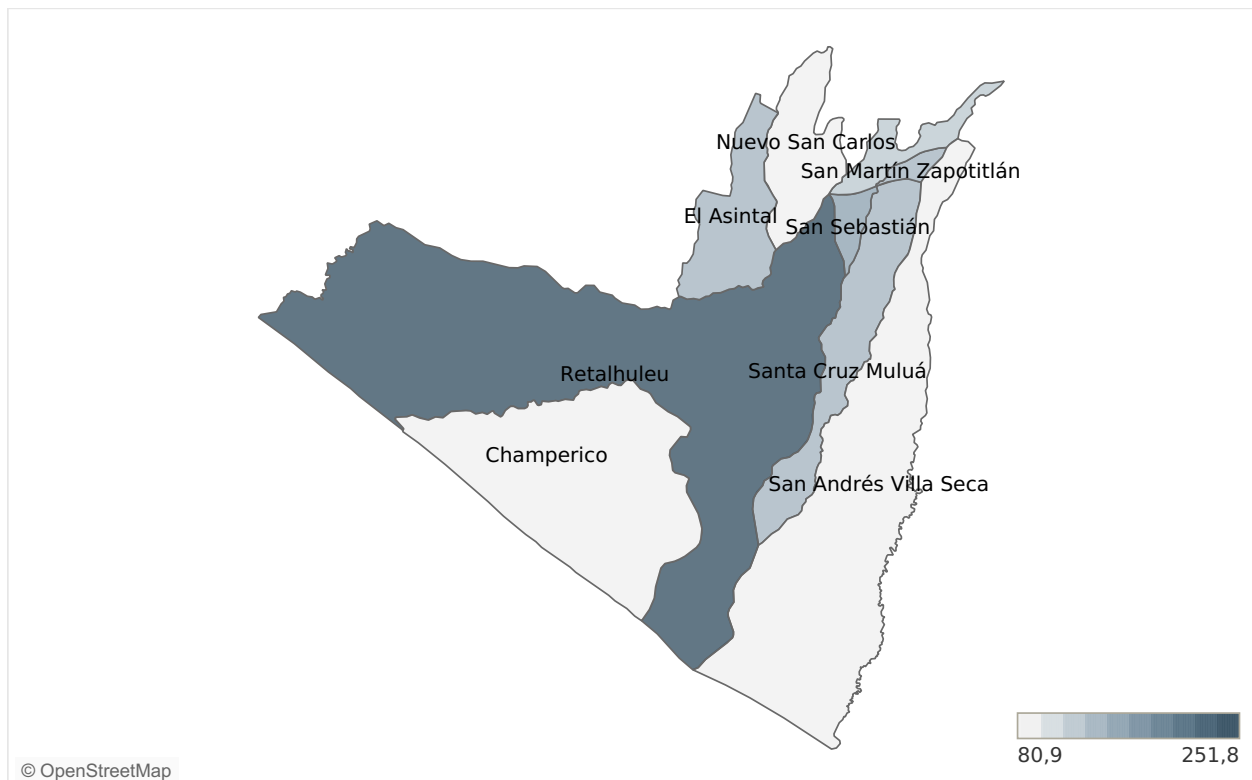 Nuevo San Carlos
San Martín Zapotitlán
El Asintal
San Sebastián
Retalhuleu
Santa Cruz Muluá
Champerico
San Andrés Villa Seca
80,9
251,8
© OpenStreetMap